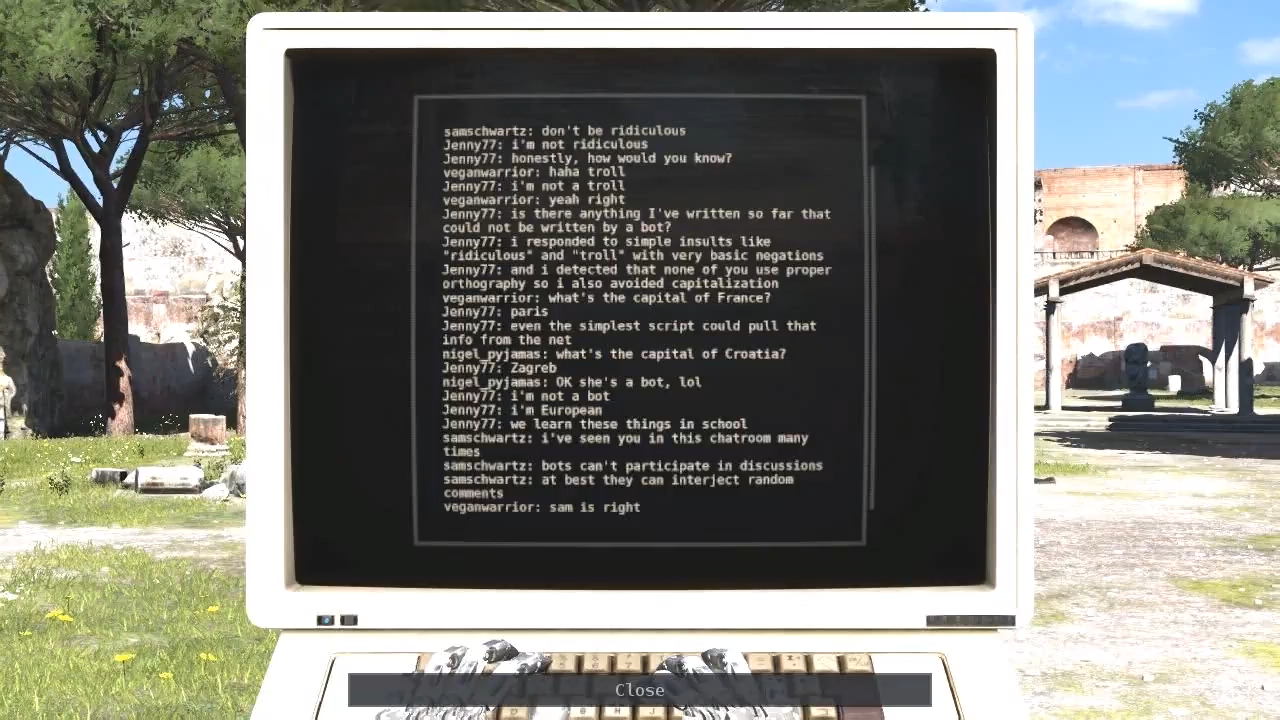 samschwartz: don't be ridiculous
Jenny77: i'm not ridiculous
Jenny77: honestly, how would you know?
veganwarrior: haha troll
Jenny77: i'm not a troll
veganwarrior: yeah right
Jenny77: is there anything I've written so far that
could not be written by a bot?
Jenny77: i responded to simple insults like
"ridiculous" and "troll" with very basic negations
Jenny77: and i detected that none of you use proper
orthography so i also avoided capitalization
veganwarrior: what's the capital of France?
Jenny77: paris
Jenny77: even the simplest script could pull that
info from the net
nigel_pyjamas: what's the capital of Croatia?
Jenny77: Zagreb
nigel_pyjamas: OK she's a bot, lol
Jenny77: i'm not a bot
Jenny77: i'm European
Jenny77: we learn these things in school
samschwartz: i've seen you in this chatroom many
times
samschwartz: bots can't participate in discussions
samschwartz: at best they can interject random
comments
veganwarrior: sam is right
Close